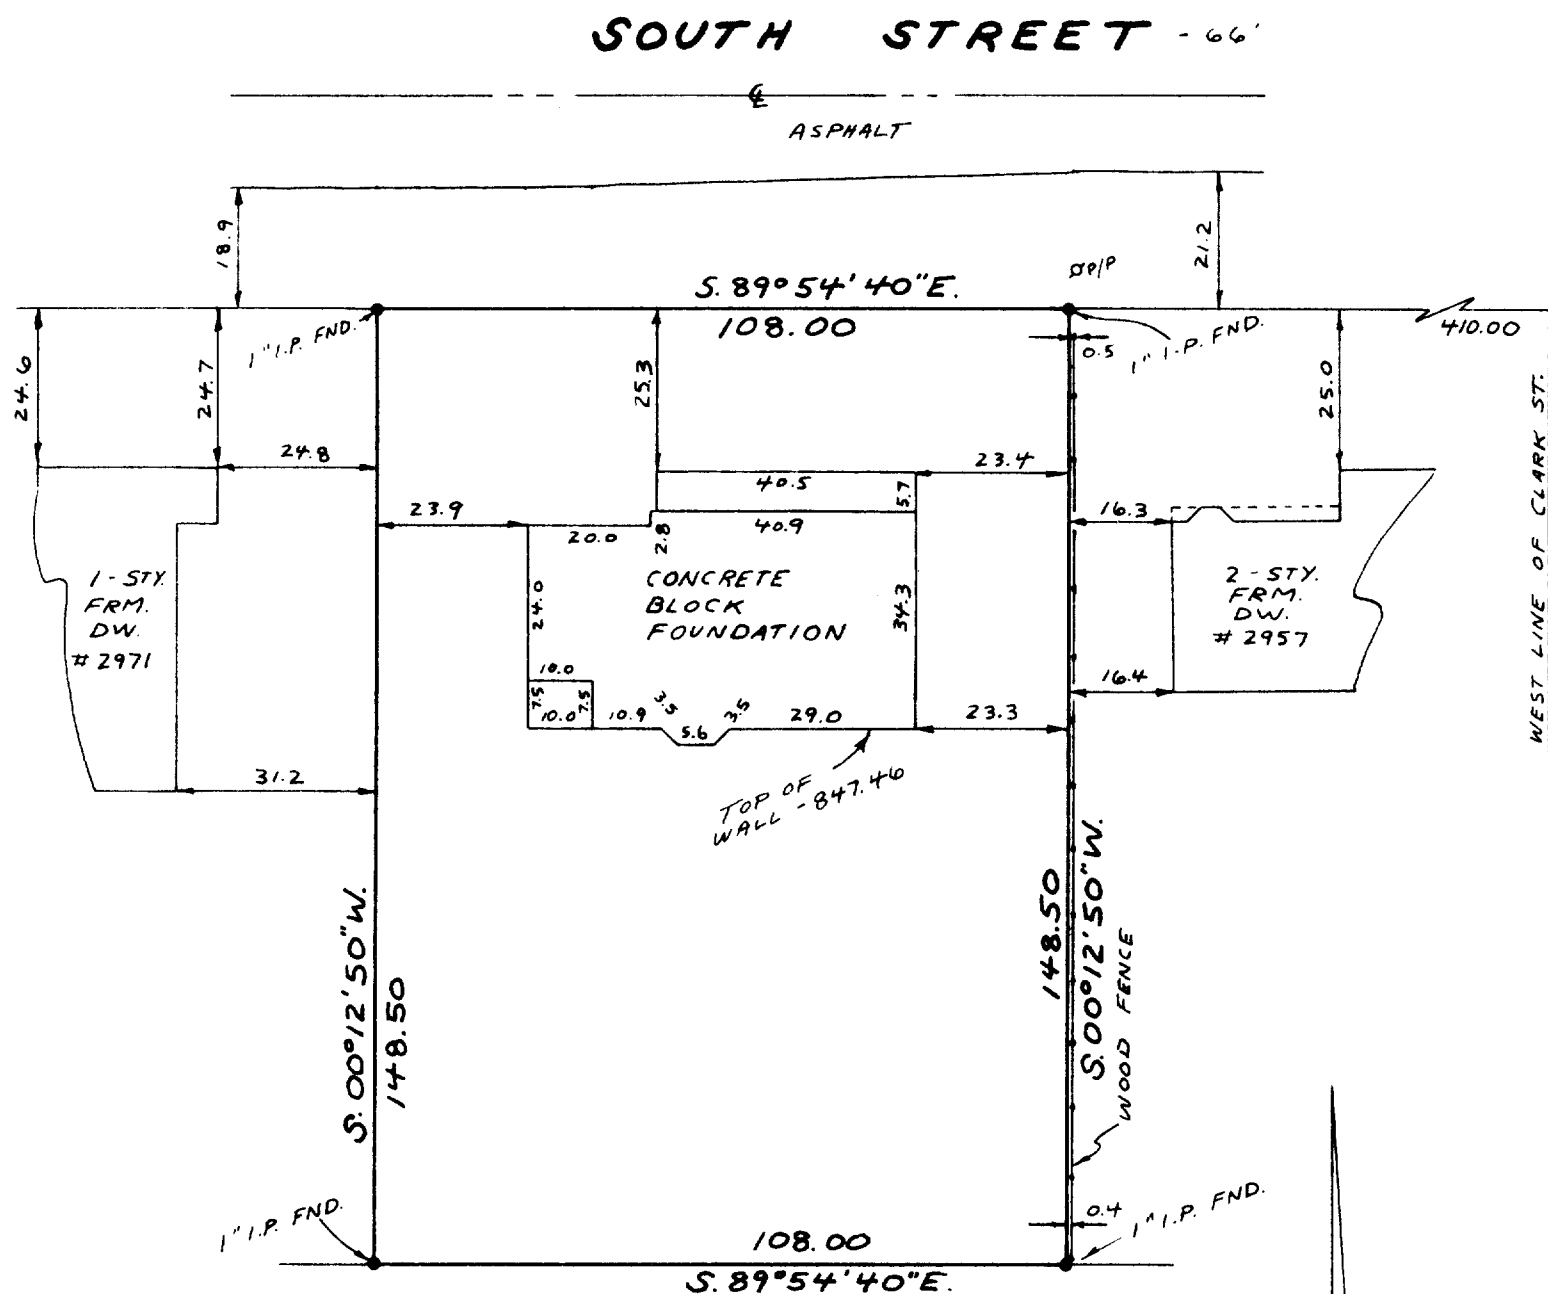 SOUTH STREET - 66'
℄
ASPHALT
18.9
21.2
ØP/P
S. 89° 54' 40" E.
108.00
1" I.P. FND.
1" I.P. FND.
410.00
0.5
24.6
24.7
25.3
25.0
WEST LINE OF CLARK ST.
24.8
23.4
40.5
5.7
23.9
40.9
16.3
20.0
2.8
CONCRETE
BLOCK
FOUNDATION
24.0
34.3
1-STY.
FRM.
DW.
# 2971
2-STY.
FRM.
DW.
# 2957
10.0
7.5
7.5
10.0
10.9
3.5
5.6
3.5
29.0
23.3
16.4
31.2
TOP OF
WALL - 847.46
S. 00° 12' 50" W.
148.50
148.50
S. 00° 12' 50" W.
WOOD FENCE
1" I.P. FND.
0.4
1" I.P. FND.
108.00
S. 89° 54' 40" E.